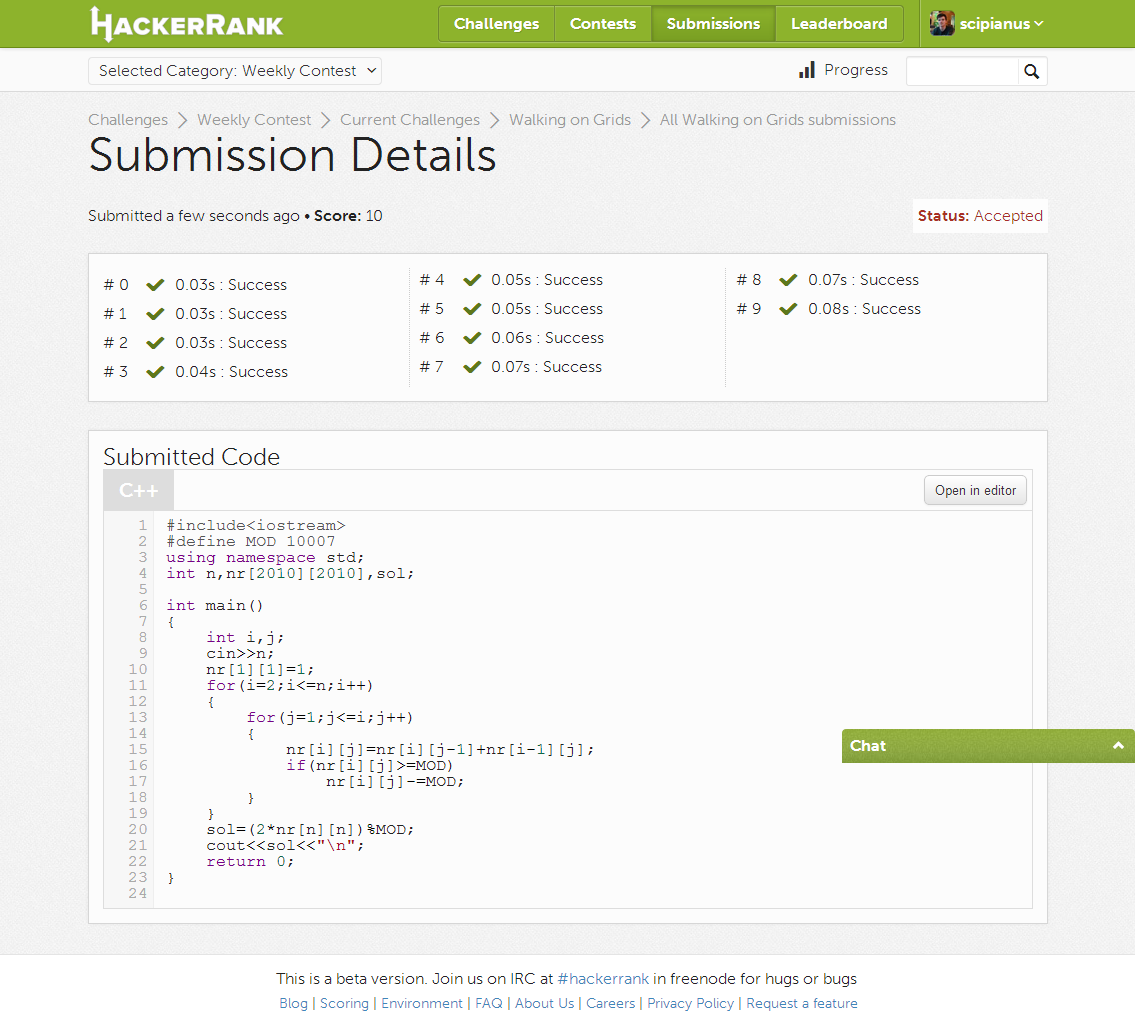 HACKERRANK
Challenges Contests Submissions Leaderboard scipianus
Selected Category: Weekly Contest Progress
Challenges Weekly Contest Current Challenges Walking on Grids All Walking on Grids submissions
Submission Details
Submitted a few seconds ago • Score: 10 Status: Accepted
# 0 0.03s : Success
# 1 0.03s : Success
# 2 0.03s : Success
# 3 0.04s : Success
# 4 0.05s : Success
# 5 0.05s : Success
# 6 0.06s : Success
# 7 0.07s : Success
# 8 0.07s : Success
# 9 0.08s : Success
Submitted Code
C++ Open in editor
1 #include<iostream>
2 #define MOD 10007
3 using namespace std;
4 int n,nr[2010][2010],sol;
5
6 int main()
7 {
8     int i,j;
9     cin>>n;
10     nr[1][1]=1;
11     for(i=2;i<=n;i++)
12     {
13         for(j=1;j<=i;j++)
14         {
15             nr[i][j]=nr[i][j-1]+nr[i-1][j];
16             if(nr[i][j]>=MOD)
17                 nr[i][j]-=MOD;
18         }
19     }
20     sol=(2*nr[n][n])%MOD;
21     cout<<sol<<"\n";
22     return 0;
23 }
24
Chat
This is a beta version. Join us on IRC at #hackerrank in freenode for hugs or bugs
Blog | Scoring | Environment | FAQ | About Us | Careers | Privacy Policy | Request a feature